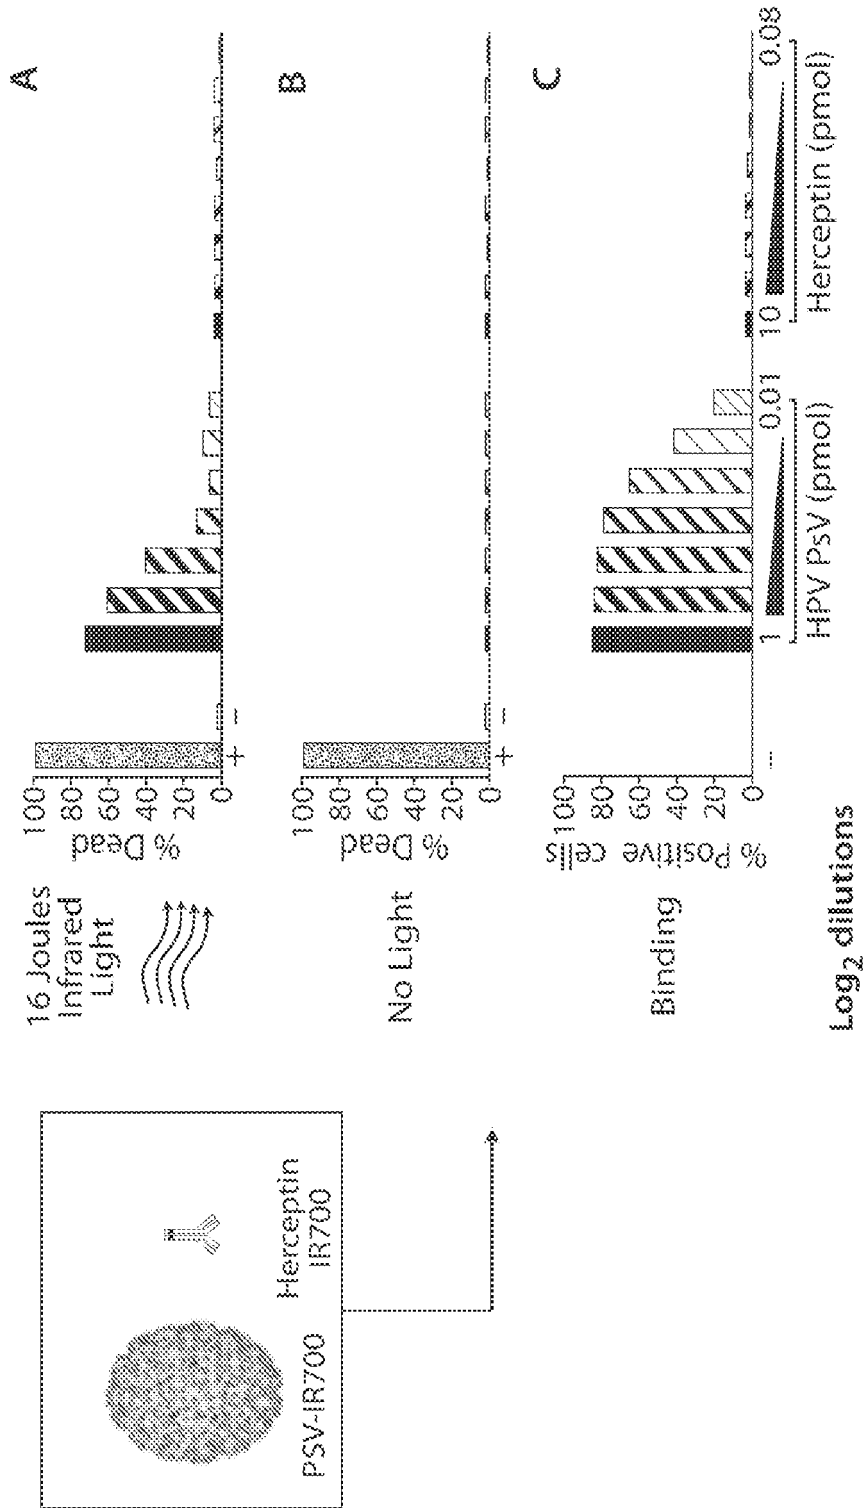 PSV-IR700
Herceptin
IR700
16 Joules
Infrared
Light
A
% Dead
100
80
60
40
20
0
+
−
No Light
B
% Dead
100
80
60
40
20
0
+
−
Binding
C
% Positive cells
100
80
60
40
20
0
−
1
0.01
10
0.08
HPV PsV (pmol)
Herceptin (pmol)
Log2 dilutions